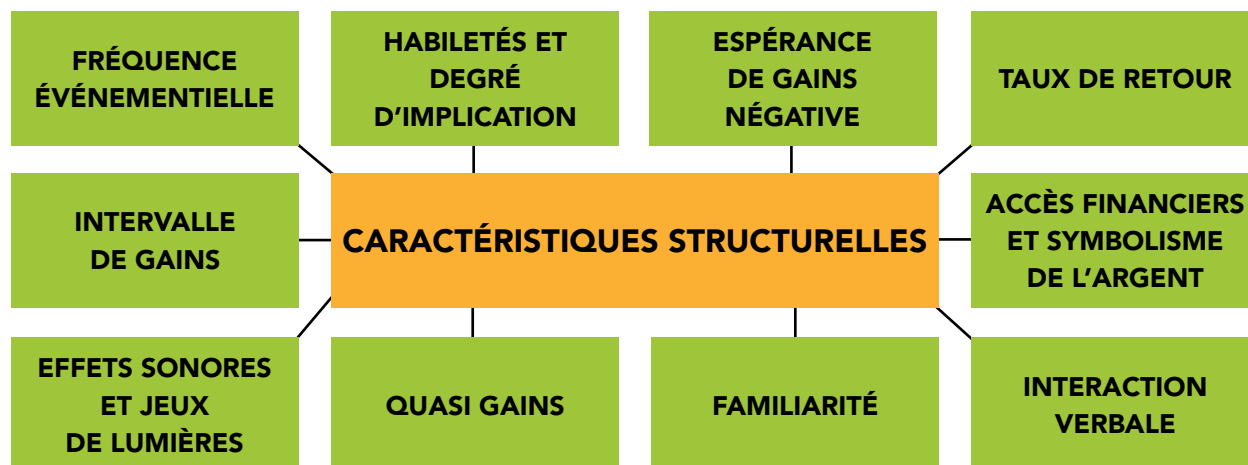 FRÉQUENCE
ÉVÉNEMENTIELLE
HABILETÉS ET
DEGRÉ
D'IMPLICATION
ESPÉRANCE
DE GAINS
NÉGATIVE
TAUX DE RETOUR
INTERVALLE
DE GAINS
CARACTÉRISTIQUES STRUCTURELLES
ACCÈS FINANCIERS
ET SYMBOLISME
DE L’ARGENT
EFFETS SONORES
ET JEUX
DE LUMIÈRES
QUASI GAINS
FAMILIARITÉ
INTERACTION
VERBALE